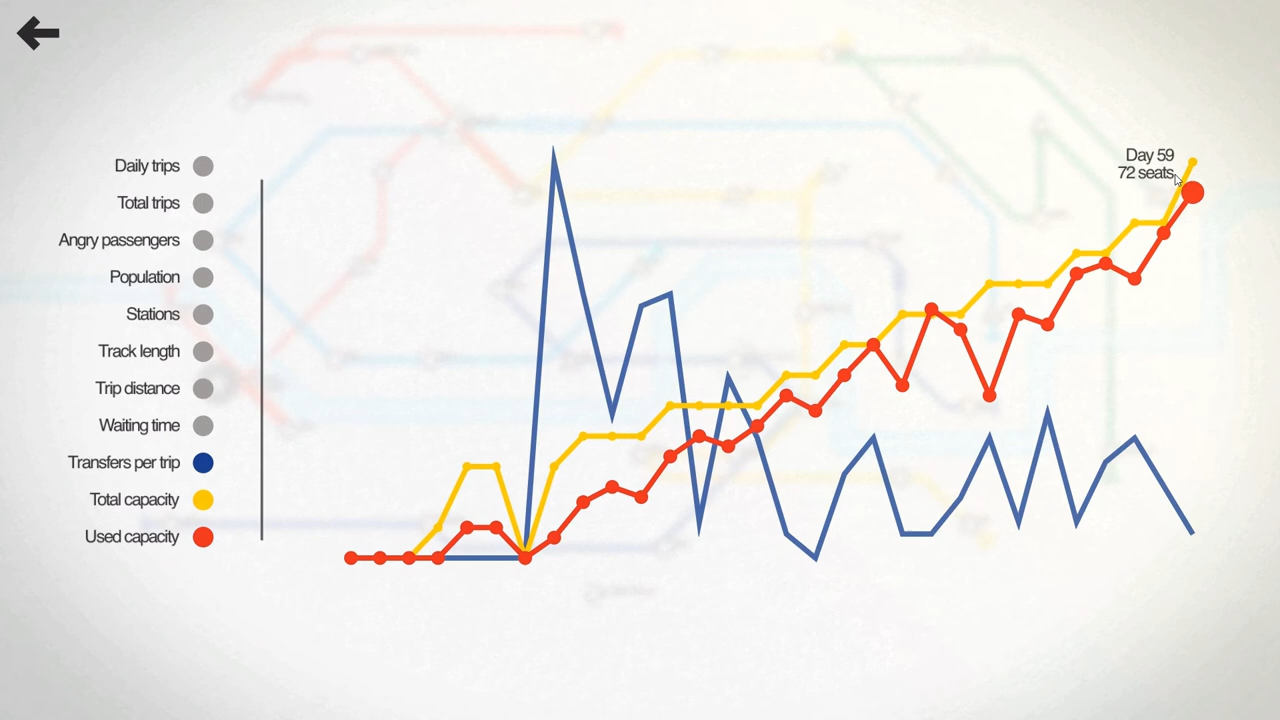 Day 59
72 seats
Daily trips
Total trips
Angry passengers
Population
Stations
Track length
Trip distance
Waiting time
Transfers per trip
Total capacity
Used capacity